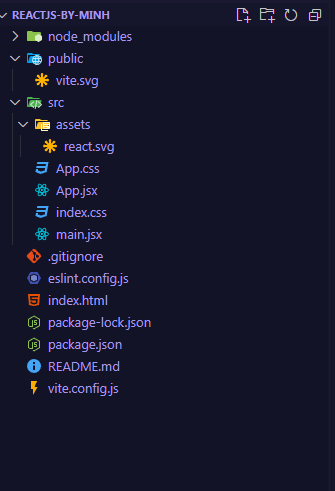 REACTJS-BY-MINH
node_modules
public
vite.svg
src
assets
react.svg
App.css
App.jsx
index.css
main.jsx
.gitignore
eslint.config.js
index.html
package-lock.json
package.json
README.md
vite.config.js